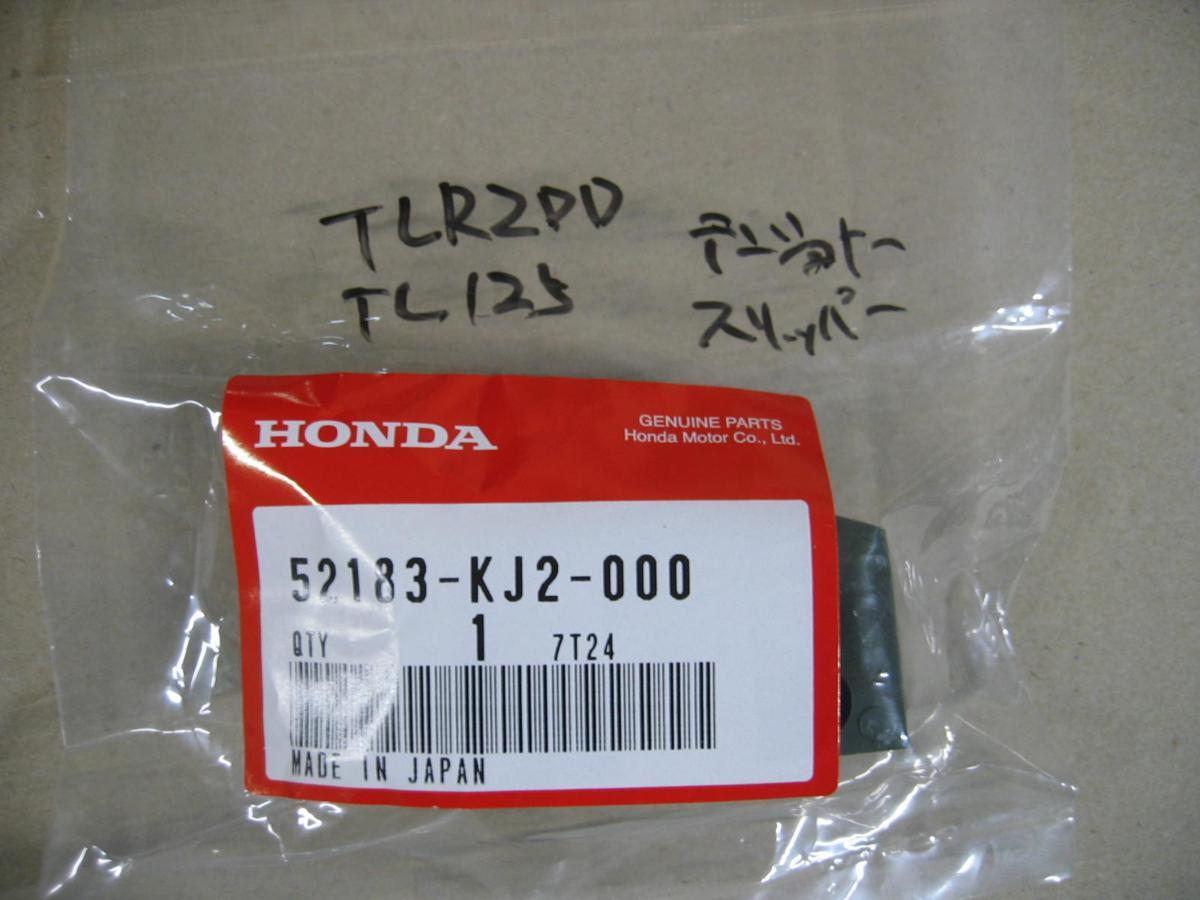 TLR200 テンショナー
TL125 スリッパー
HONDA
GENUINE PARTS
Honda Motor Co., Ltd.
52183-KJ2-000
QTY 1 7T24
MADE IN JAPAN